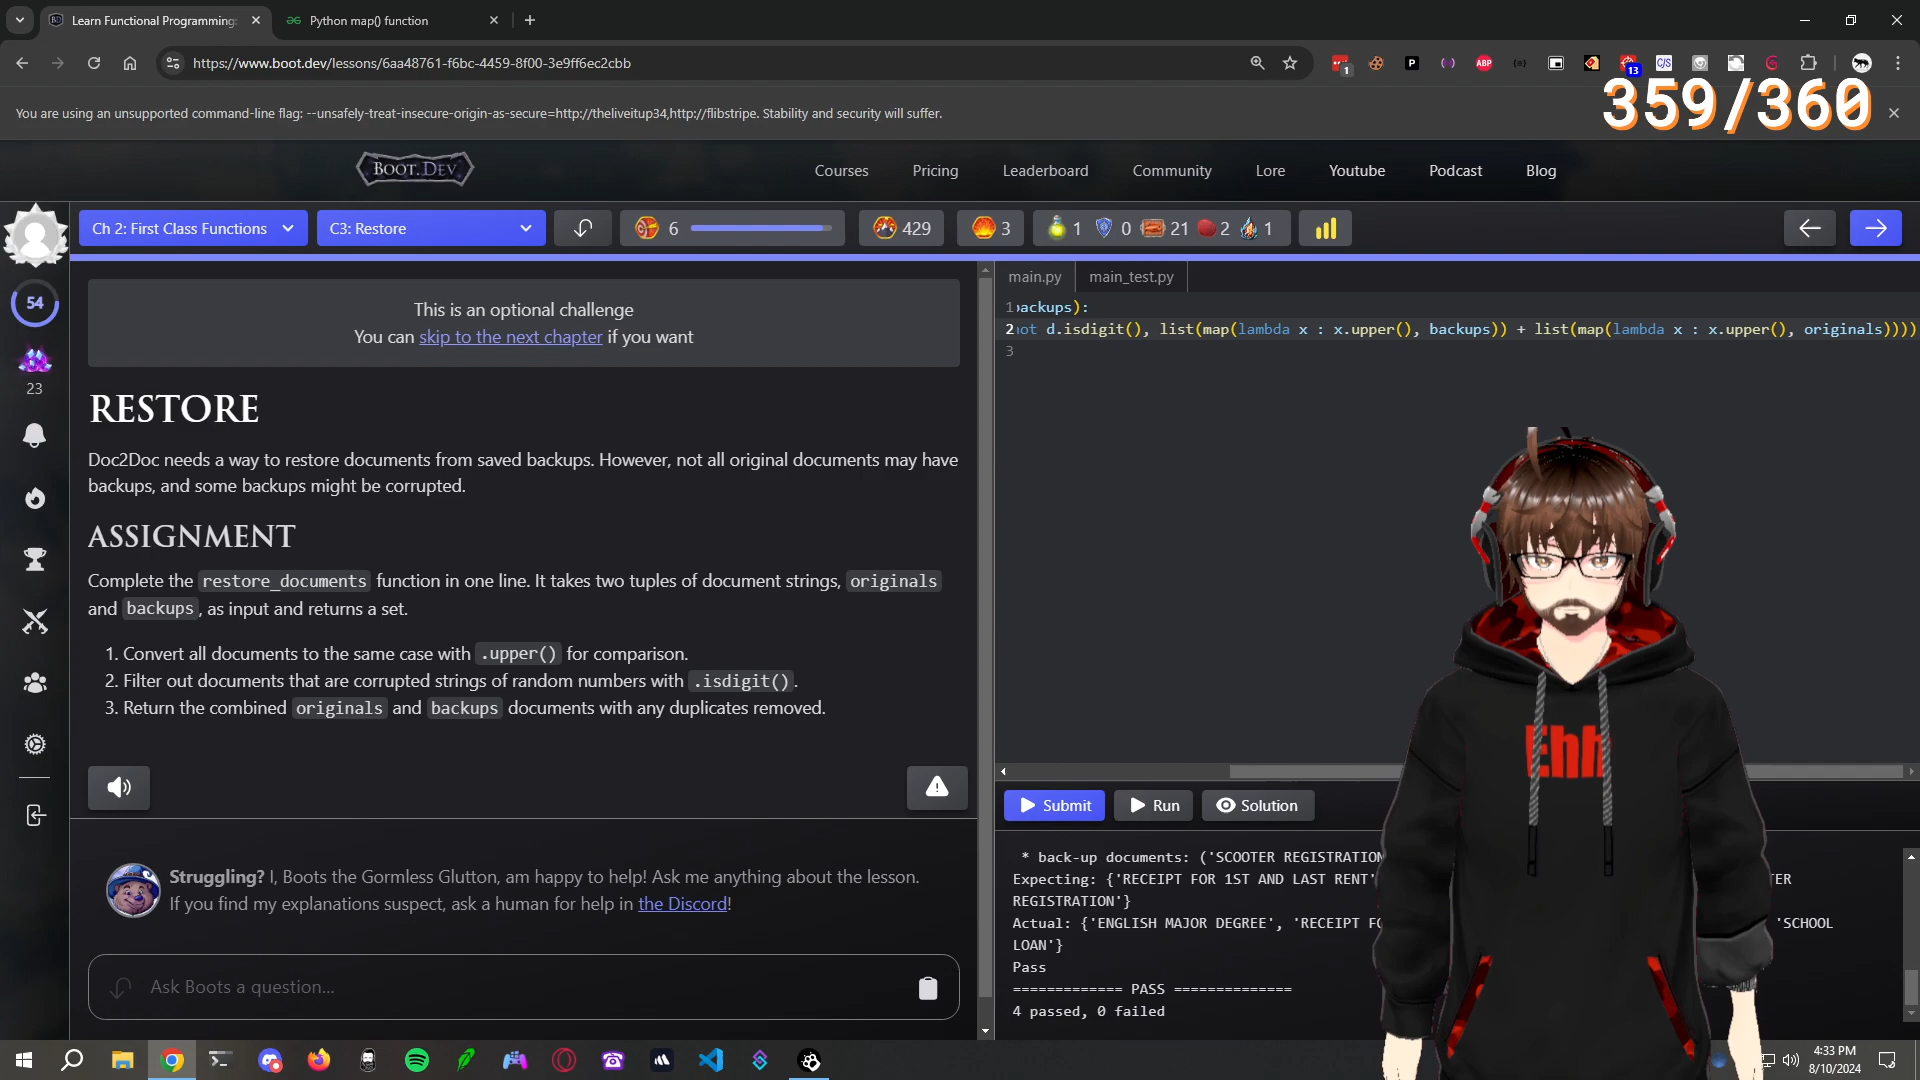 Learn Functional Programming
Python map() function
https://www.boot.dev/lessons/6aa48761-f6bc-4459-8f00-3e9ff6ec2cbb
You are using an unsupported command-line flag: --unsafely-treat-insecure-origin-as-secure=http://theliveitup34,http://flibstripe. Stability and security will suffer.
359/360
BOOT.DEV
Courses
Pricing
Leaderboard
Community
Lore
Youtube
Podcast
Blog
Ch 2: First Class Functions
C3: Restore
6
429
3
1
0
21
2
1
54
23
This is an optional challenge
You can skip to the next chapter if you want
RESTORE
Doc2Doc needs a way to restore documents from saved backups. However, not all original documents may have
backups, and some backups might be corrupted.
ASSIGNMENT
Complete the restore_documents function in one line. It takes two tuples of document strings, originals
and backups, as input and returns a set.
1. Convert all documents to the same case with .upper() for comparison.
2. Filter out documents that are corrupted strings of random numbers with .isdigit().
3. Return the combined originals and backups documents with any duplicates removed.
Struggling? I, Boots the Gormless Glutton, am happy to help! Ask me anything about the lesson.
If you find my explanations suspect, ask a human for help in the Discord!
Ask Boots a question...
main.py
main_test.py
1 backups):
2 ot d.isdigit(), list(map(lambda x : x.upper(), backups)) + list(map(lambda x : x.upper(), originals))))
3
Submit
Run
Solution
* back-up documents: ('SCOOTER REGISTRATION
Expecting: {'RECEIPT FOR 1ST AND LAST RENT' TER
REGISTRATION'}
Actual: {'ENGLISH MAJOR DEGREE', 'RECEIPT FO 'SCHOOL
LOAN'}
Pass
============= PASS ==============
4 passed, 0 failed
Ehh
1
P
ABP
13
C/S
4:33 PM
8/10/2024